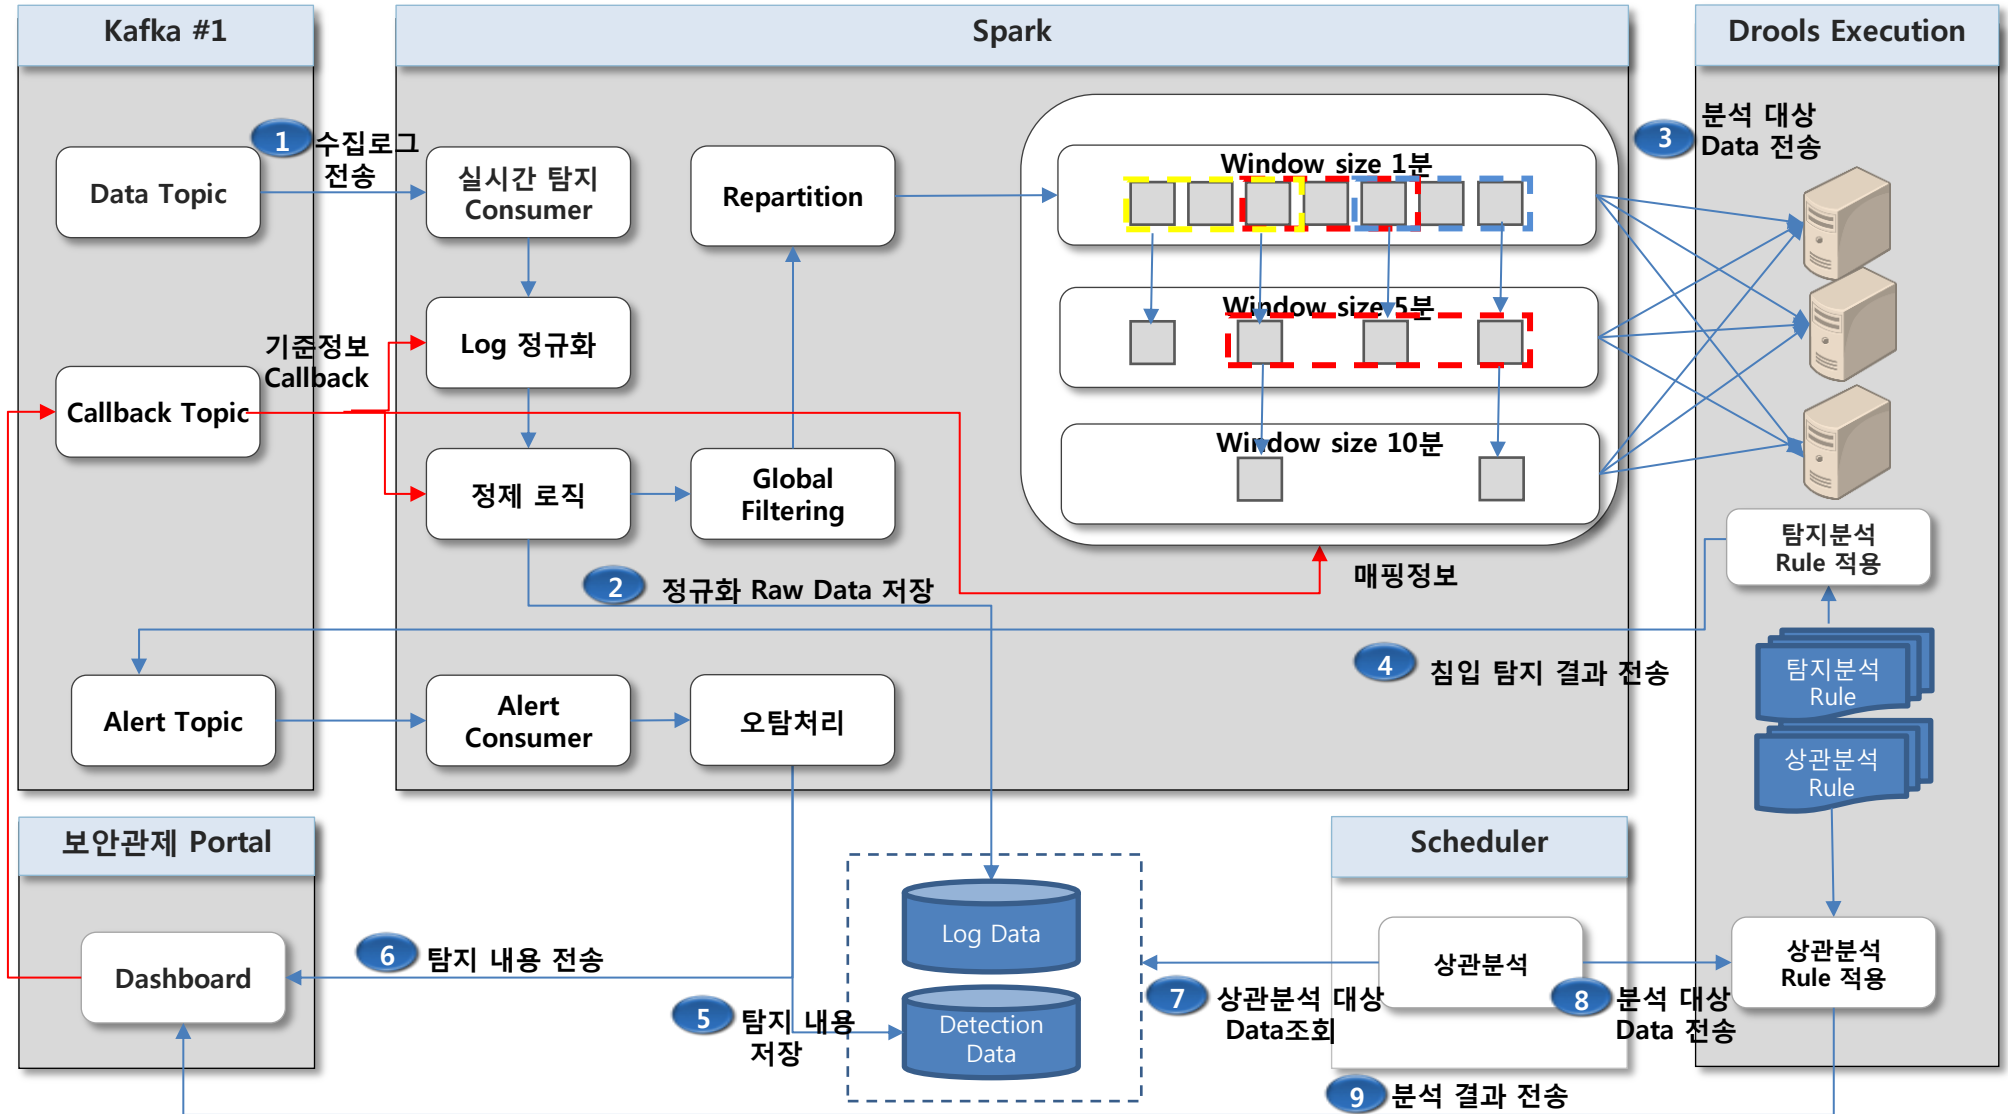 Kafka #1
Spark
Drools Execution
1
수집로그
전송
Data Topic
실시간 탐지
Consumer
Repartition
Window size 1분
3
분석 대상
Data 전송
기준정보
Callback
Log 정규화
Window size 5분
Callback Topic
정제 로직
Global
Filtering
Window size 10분
탐지분석
Rule 적용
2
정규화 Raw Data 저장
매핑정보
4
침입 탐지 결과 전송
탐지분석
Rule
Alert Topic
Alert
Consumer
오탐처리
상관분석
Rule
보안관제 Portal
Scheduler
Log Data
6
탐지 내용 전송
Dashboard
상관분석
상관분석
Rule 적용
5
탐지 내용
저장
Detection
Data
7
상관분석 대상
Data조회
8
분석 대상
Data 전송
9
분석 결과 전송